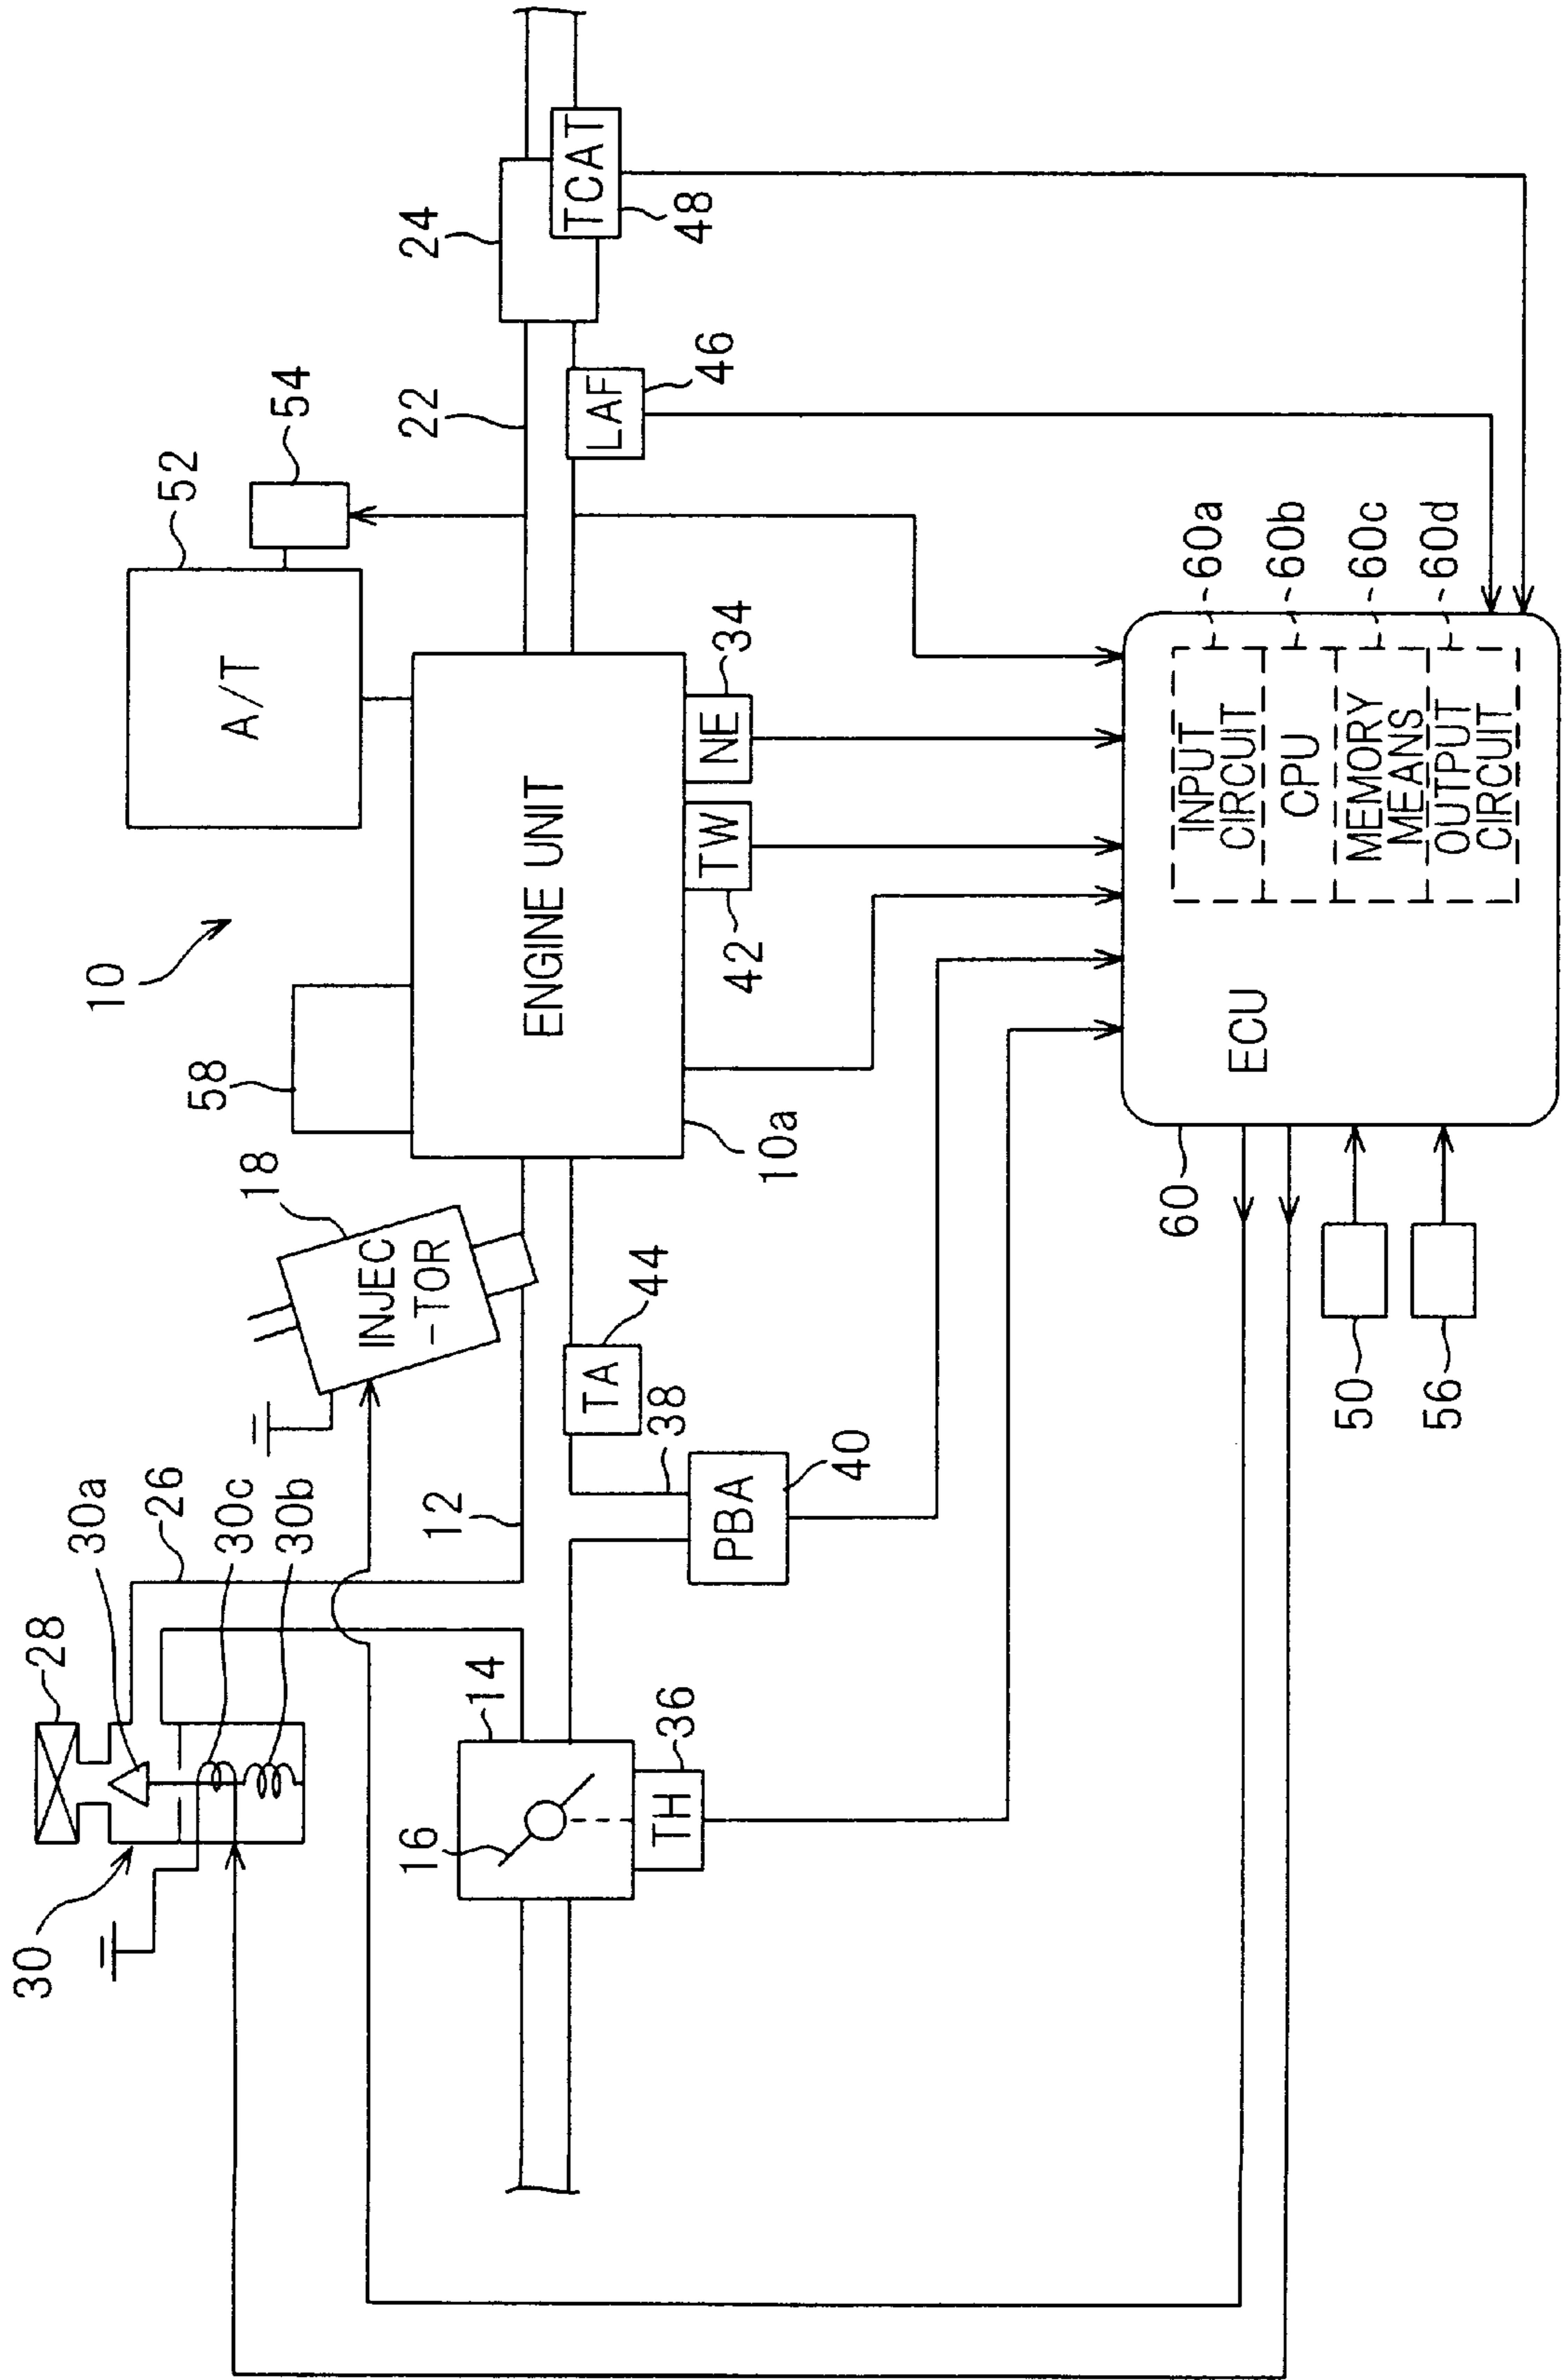 10
52
A/T
54
58
ENGINE UNIT
10a
22
24
TCAT
48
LAF
46
NE
34
TW
42
18
INJEC
-TOR
TA
44
38
PBA
40
12
26
28
30
30a
30c
30b
14
16
TH
36
60
ECU
INPUT
CIRCUIT
60a
CPU
60b
MEMORY
MEANS
60c
OUTPUT
CIRCUIT
60d
50
56